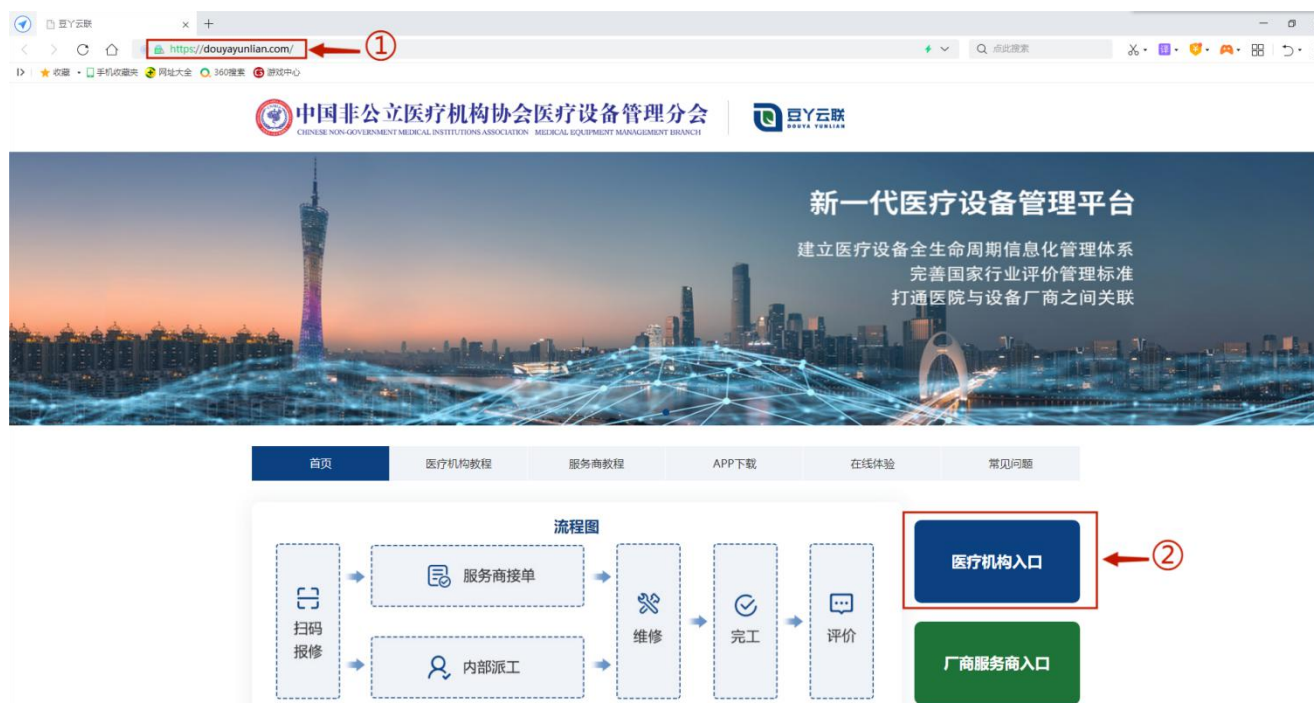 豆丫云联
https://douyayunlian.com/
①
点此搜索
收藏 手机收藏夹 网址大全 360搜索 游戏中心
中国非公立医疗机构协会医疗设备管理分会
CHINESE NON-GOVERNMENT MEDICAL INSTITUTIONS ASSOCIATION MEDICAL EQUIPMENT MANAGEMENT BRANCH
豆丫云联
DOUYA YUNLIAN
新一代医疗设备管理平台
建立医疗设备全生命周期信息化管理体系
完善国家行业评价管理标准
打通医院与设备厂商之间关联
首页 医疗机构教程 服务商教程 APP下载 在线体验 常见问题
流程图
扫码
报修
服务商接单
内部派工
维修
完工
评价
医疗机构入口
②
厂商服务商入口